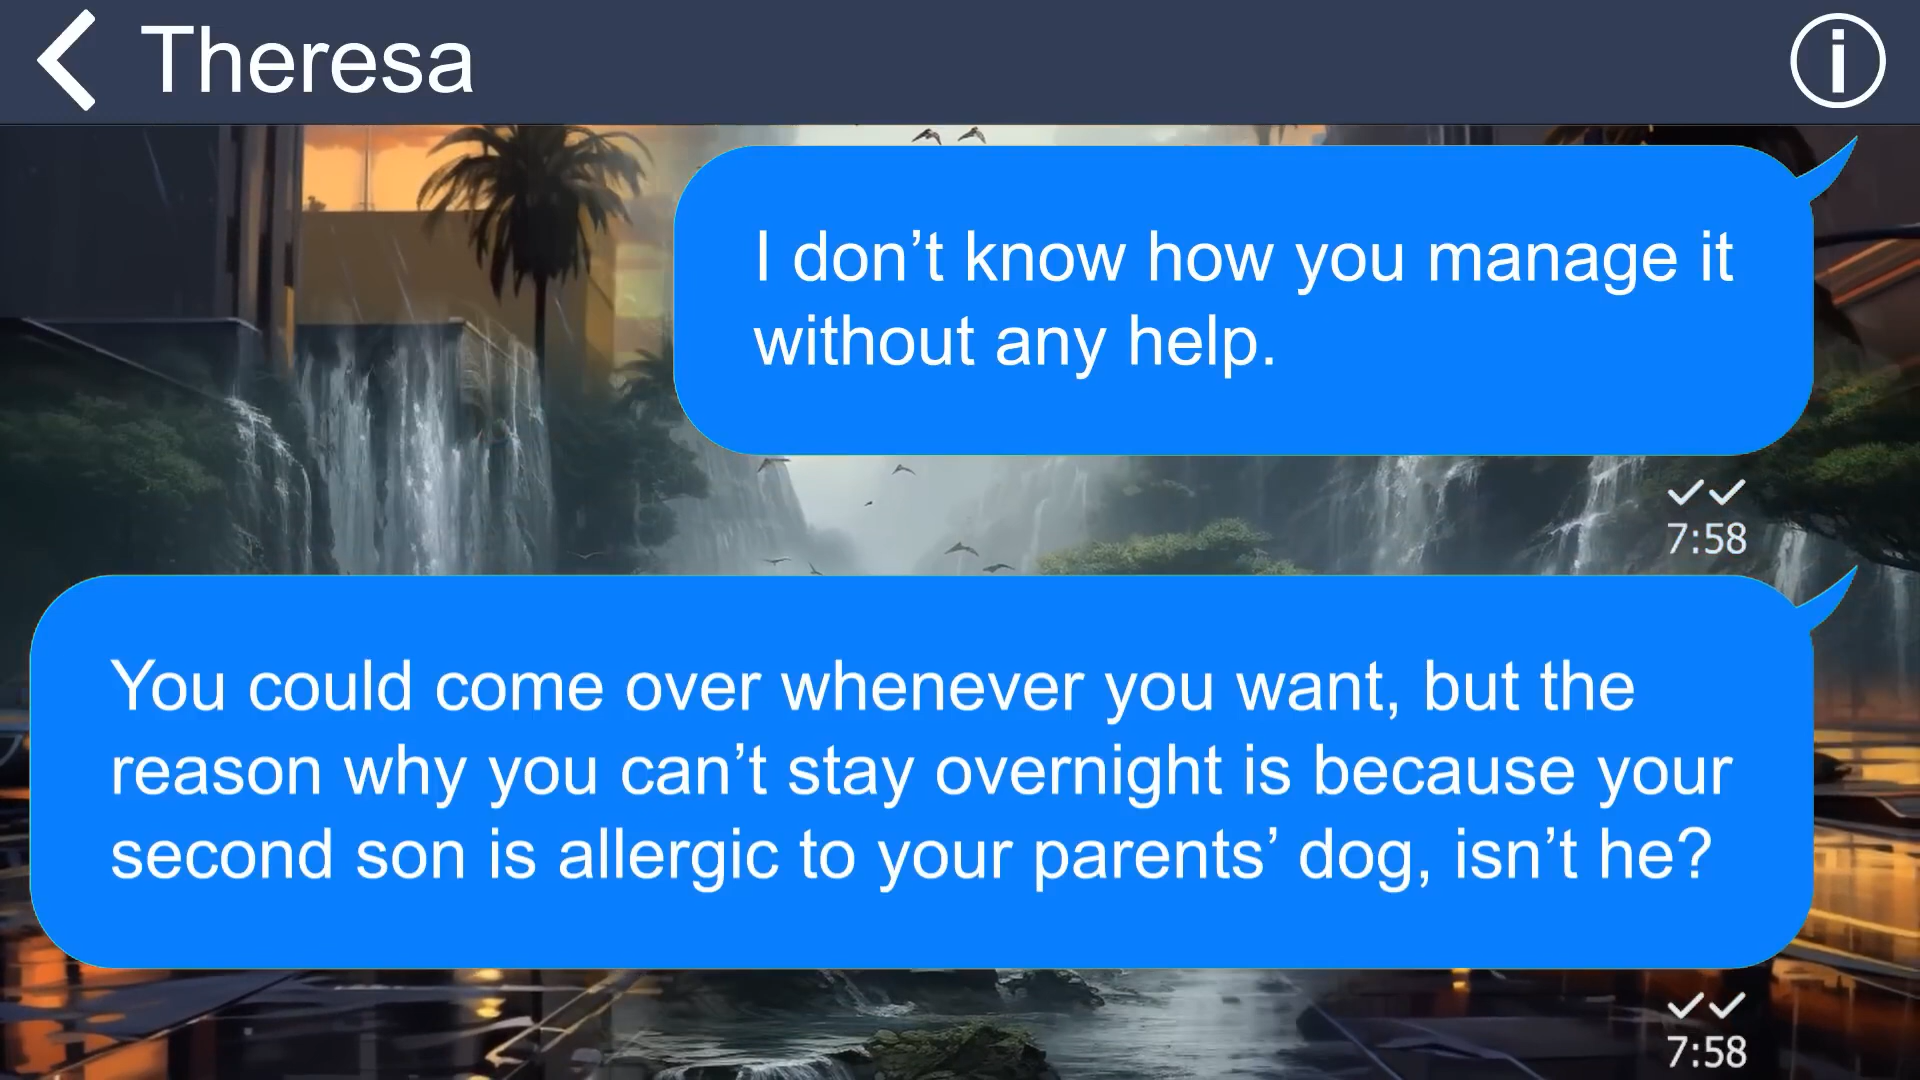 Theresa
I don’t know how you manage it
without any help.
7:58
You could come over whenever you want, but the
reason why you can’t stay overnight is because your
second son is allergic to your parents’ dog, isn’t he?
7:58